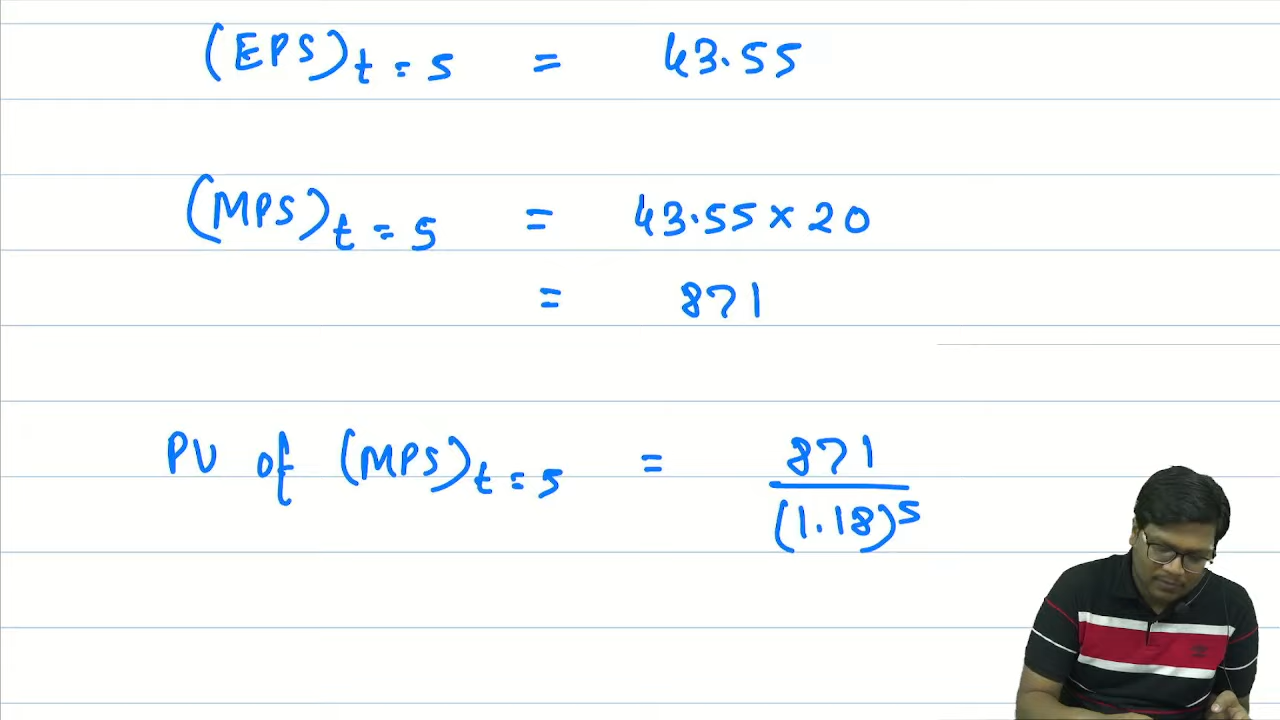 (EPS)t = 5 = 43.55
(MPS)t = 5 = 43.55 × 20
= 871
PV of (MPS)t = 5 = 871
(1.18)5